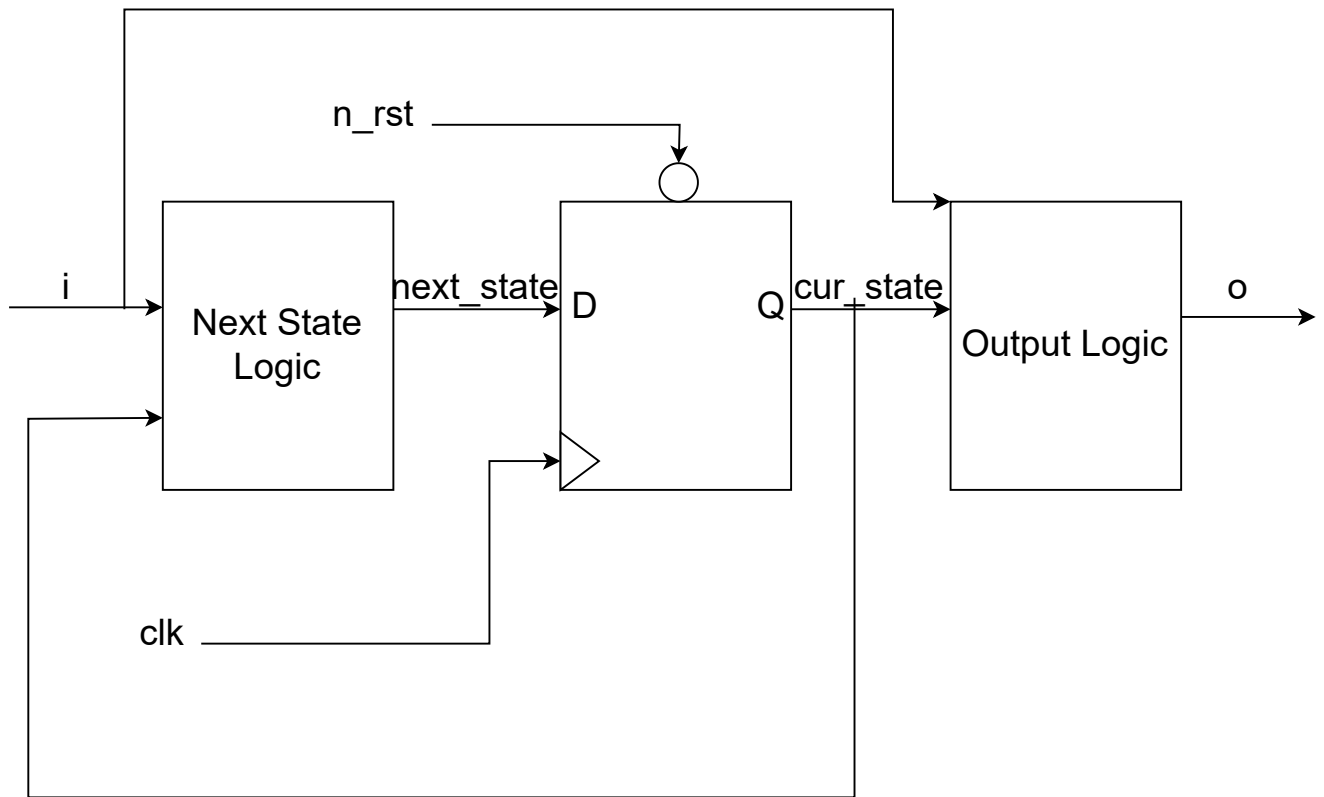 n_rst
i
next_state
cur_state
o
D
Q
Next State
Logic
Output Logic
clk